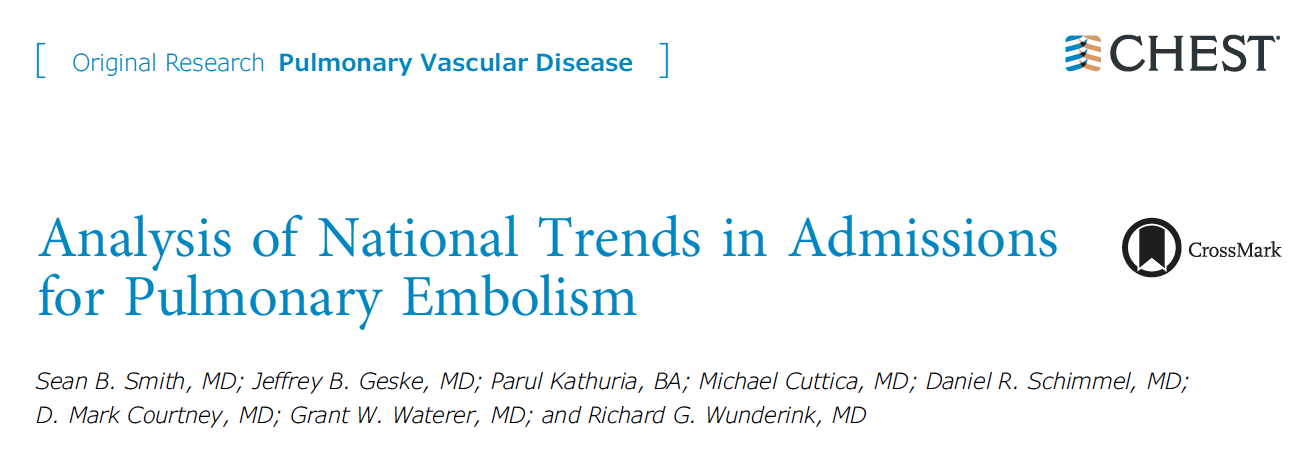 [ Original Research Pulmonary Vascular Disease ]
CHEST
Analysis of National Trends in Admissions
for Pulmonary Embolism
CrossMark
Sean B. Smith, MD; Jeffrey B. Geske, MD; Parul Kathuria, BA; Michael Cuttica, MD; Daniel R. Schimmel, MD;
D. Mark Courtney, MD; Grant W. Waterer, MD; and Richard G. Wunderink, MD